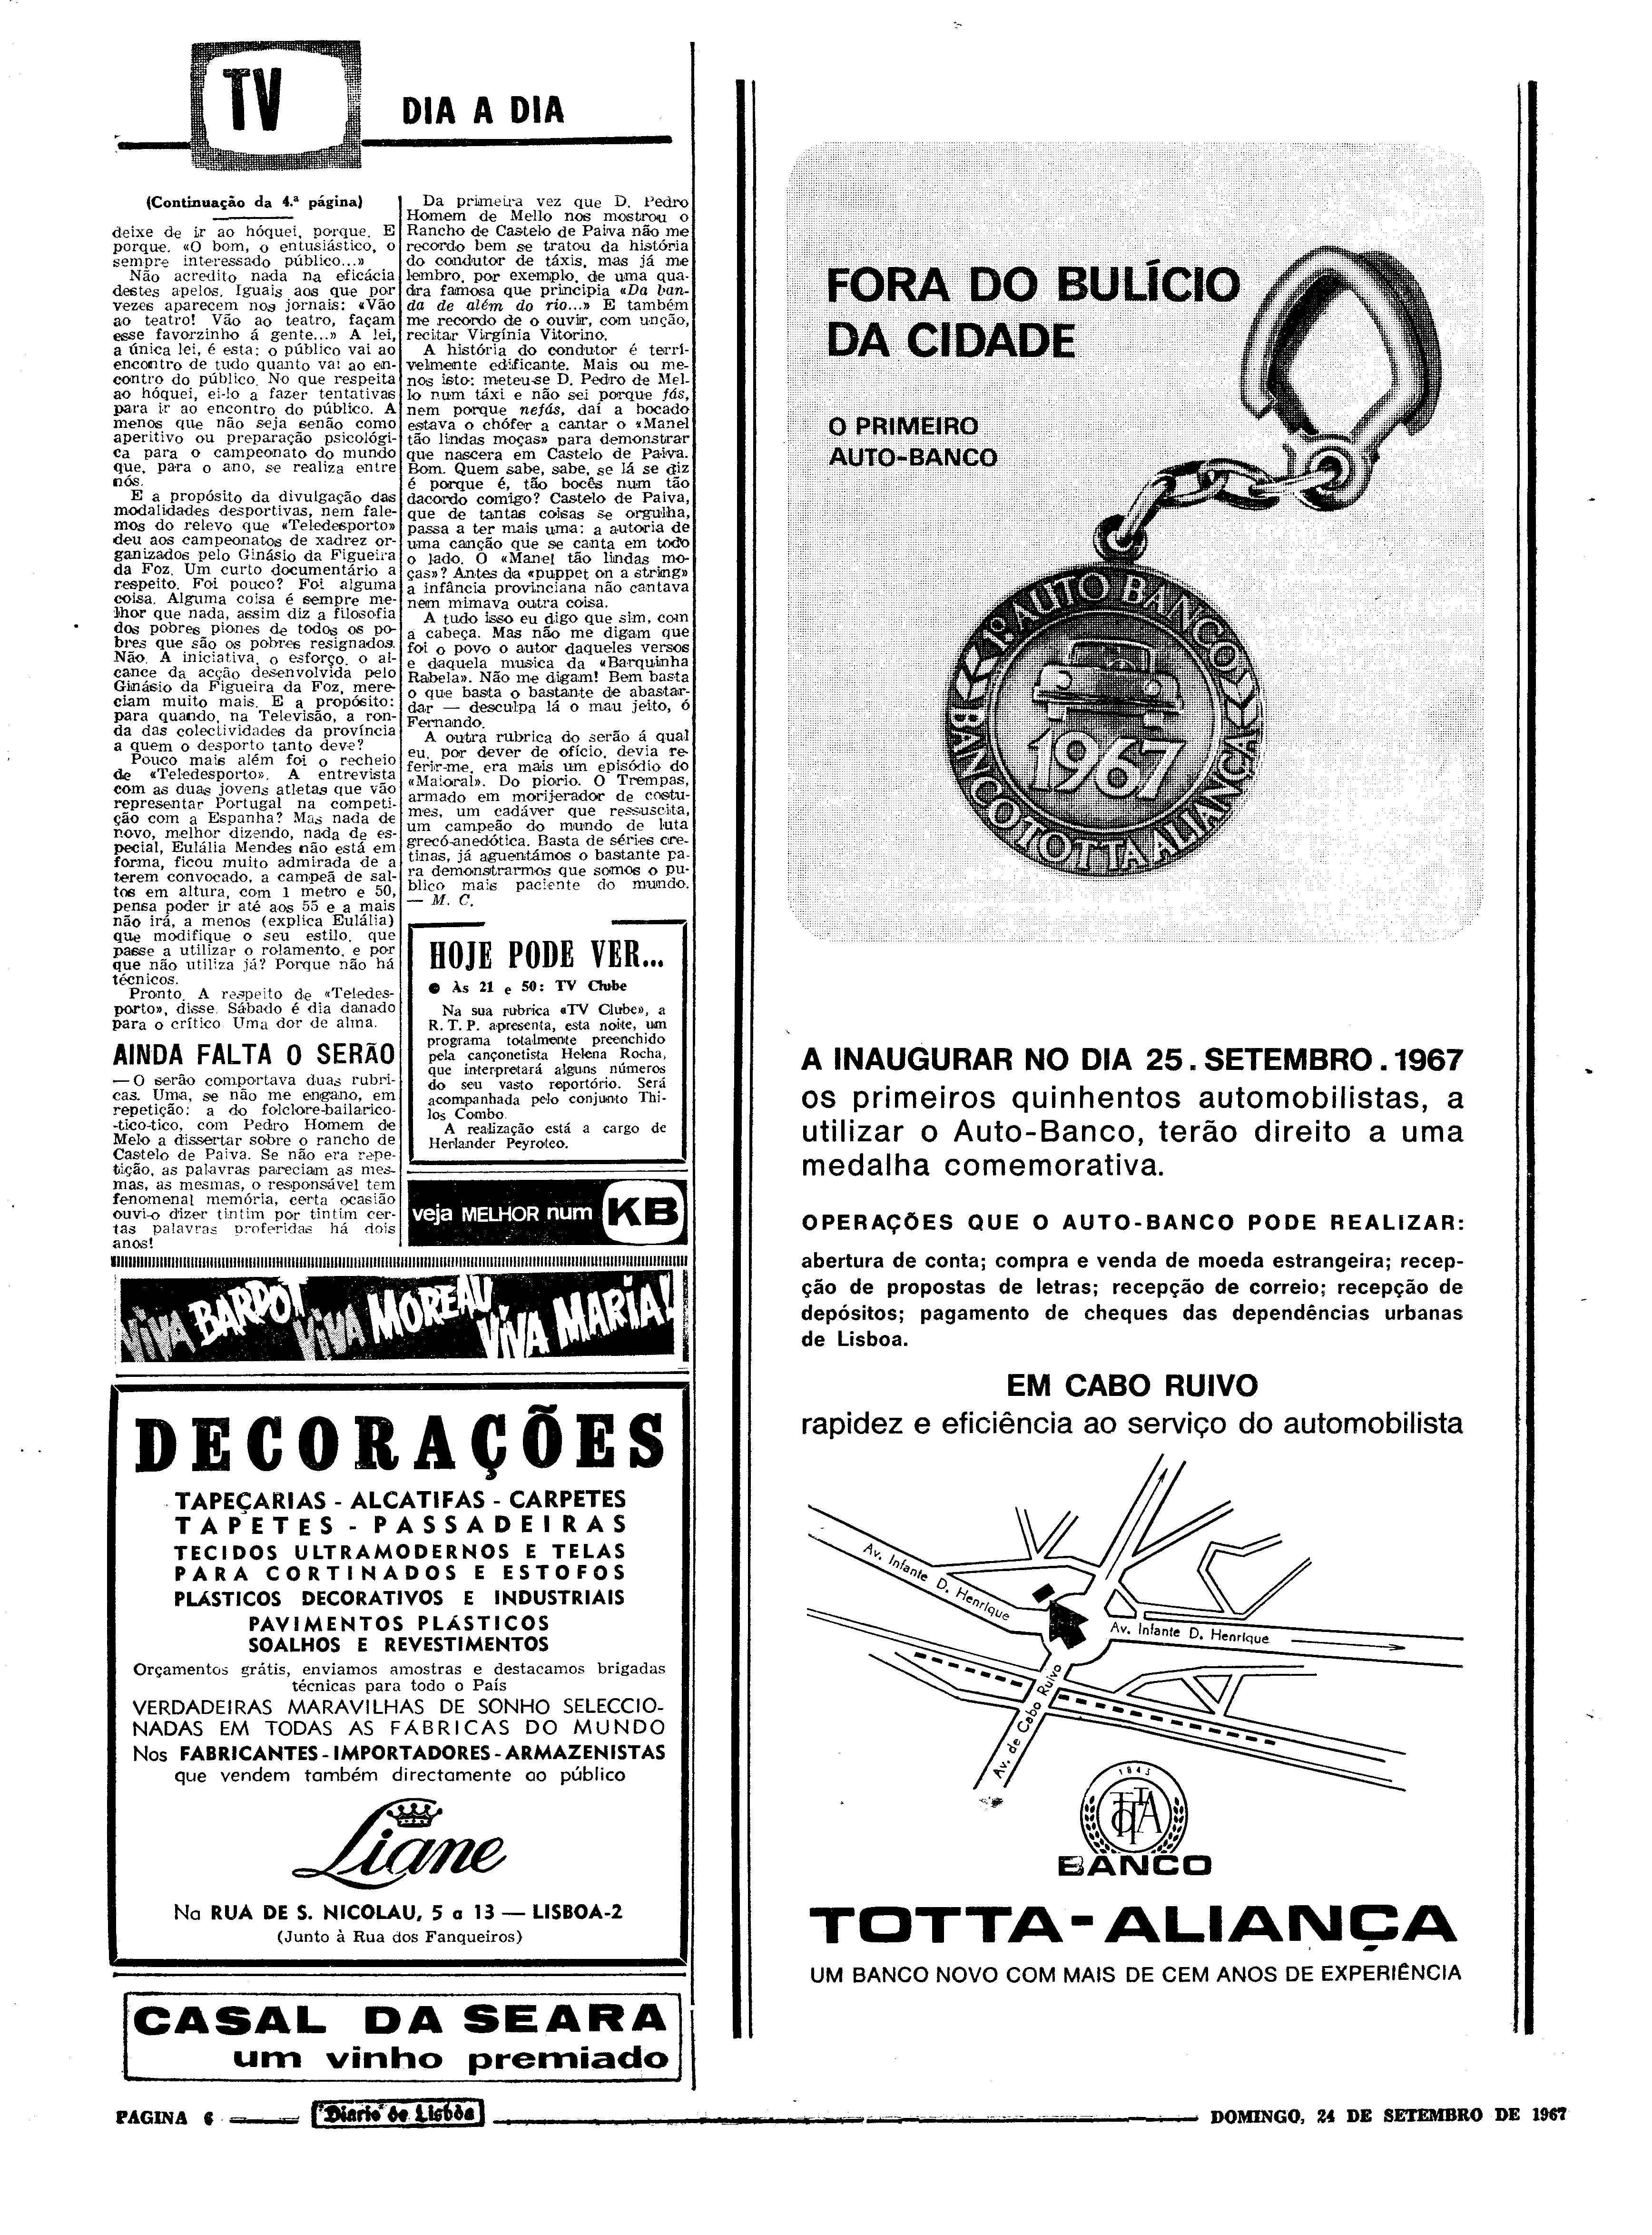 TV
DIA A DIA
(Continuação da 4.ª página)
deixe de ir ao hóquei, porque. E
porque. «O bom, o entusiástico, o
sempre interessado público...»
Não acredito nada na eficácia
destes apelos. Iguais aos que por
vezes aparecem nos jornais: «Vão
ao teatro! Vão ao teatro, façam
esse favorzinho á gente...» A lei,
a única lei, é esta: o público vai ao
encontro de tudo quanto vai ao en-
contro do público. No que respeita
ao hóquei, ei-lo a fazer tentativas
para ir ao encontro do público. A
menos que não seja senão como
aperitivo ou preparação psicológi-
ca para o campeonato do mundo
que, para o ano, se realiza entre
nós.
E a propósito da divulgação das
modalidades desportivas, nem fale-
mos do relevo que «Teledesporto»
deu aos campeonatos de xadrez or-
ganizados pelo Ginásio da Figueira
da Foz. Um curto documentário a
respeito. Foi pouco? Foi alguma
coisa. Alguma coisa é sempre me-
lhor que nada, assim diz a filosofia
dos pobres piones de todos os po-
bres que são os pobres resignados.
Não. A iniciativa, o esforço, o al-
cance da acção desenvolvida pelo
Ginásio da Figueira da Foz, mere-
ciam muito mais. E a propósito:
para quando, na Televisão, a ron-
da das colectividades da província
a quem o desporto tanto deve?
Pouco mais além foi o recheio
de «Teledesporto». A entrevista
com as duas jovens atletas que vão
representar Portugal na competi-
ção com a Espanha? Mas nada de
novo, melhor dizendo, nada de es-
pecial, Eulália Mendes não está em
forma, ficou muito admirada de a
terem convocado, a campeã de sal-
tos em altura, com 1 metro e 50,
pensa poder ir até aos 55 e a mais
não irá, a menos (explica Eulália)
que modifique o seu estilo, que
passe a utilizar o rolamento, e por
que não utiliza já? Porque não há
técnicos.
Pronto. A respeito de «Teledes-
porto», disse. Sábado é dia danado
para o crítico. Uma dor de alma.
AINDA FALTA O SERÃO
— O serão comportava duas rubri-
cas. Uma, se não me engano, em
repetição: a do folclore-bailarico-
-tico-tico, com Pedro Homem de
Melo a dissertar sobre o rancho de
Castelo de Paiva. Se não era repe-
tição, as palavras pareciam as mes-
mas, as mesmas, o responsável tem
fenomenal memória, certa ocasião
ouvi-o dizer tintim por tintim cer-
tas palavras proferidas há dois
anos!
Da primeira vez que D. Pedro
Homem de Mello nos mostrou o
Rancho de Castelo de Paiva não me
recordo bem se tratou da história
do condutor de táxis, mas já me
lembro, por exemplo, de uma qua-
dra famosa que principia «Da ban-
da de além do rio...» E também
me recordo de o ouvir, com unção,
recitar Virgínia Vitorino.
A história do condutor é terri-
velmente edificante. Mais ou me-
nos isto: meteu-se D. Pedro de Mel-
lo num táxi e não sei porque fás,
nem porque nefás, daí a bocado
estava o chófer a cantar o «Manel
tão lindas moças» para demonstrar
que nascera em Castelo de Paiva.
Bom. Quem sabe, sabe, se lá se diz
é porque é, tão bocês num tão
dacordo comigo? Castelo de Paiva,
que de tantas coisas se orgulha,
passa a ter mais uma: a autoria de
uma canção que se canta em todo
o lado. O «Manel tão lindas mo-
ças»? Antes da «puppet on a string»
a infância provinciana não cantava
nem mimava outra coisa.
A tudo isso eu digo que sim, com
a cabeça. Mas não me digam que
foi o povo o autor daqueles versos
e daquela musica da «Barquinha
Rabela». Não me digam! Bem basta
o que basta o bastante de abastar-
dar — desculpa lá o mau jeito, ó
Fernando.
A outra rubrica do serão á qual
eu, por dever de ofício, devia re-
ferir-me, era mais um episódio do
«Maioral». Do piorio. O Trempas,
armado em morijerador de costu-
mes, um cadáver que ressuscita,
um campeão do mundo de luta
grecó-anedótica. Basta de séries cre-
tinas, já aguentámos o bastante pa-
ra demonstrarmos que somos o pu-
blico mais paciente do mundo.
— M. C.
HOJE PODE VER...
● Às 21 e 50: TV Clube
Na sua rubrica «TV Clube», a
R. T. P. apresenta, esta noite, um
programa totalmente preenchido
pela cançonetista Helena Rocha,
que interpretará alguns números
do seu vasto reportório. Será
acompanhada pelo conjunto Thi-
los Combo.
A realização está a cargo de
Herlander Peyroteo.
veja MELHOR num KB
VIVA BARDOT VIVA MOREAU VIVA MARIA!
DECORAÇÕES
TAPEÇARIAS - ALCATIFAS - CARPETES
TAPETES - PASSADEIRAS
TECIDOS ULTRAMODERNOS E TELAS
PARA CORTINADOS E ESTOFOS
PLÁSTICOS DECORATIVOS E INDUSTRIAIS
PAVIMENTOS PLÁSTICOS
SOALHOS E REVESTIMENTOS
Orçamentos grátis, enviamos amostras e destacamos brigadas
técnicas para todo o País
VERDADEIRAS MARAVILHAS DE SONHO SELECCIO-
NADAS EM TODAS AS FÁBRICAS DO MUNDO
Nos FABRICANTES - IMPORTADORES - ARMAZENISTAS
que vendem também directamente ao público
Liane
Na RUA DE S. NICOLAU, 5 a 13 — LISBOA-2
(Junto à Rua dos Fanqueiros)
CASAL DA SEARA
um vinho premiado
FORA DO BULÍCIO
DA CIDADE
O PRIMEIRO
AUTO-BANCO
1º. AUTO BANCO
1967
BANCO TOTTA ALIANÇA
A INAUGURAR NO DIA 25. SETEMBRO. 1967
os primeiros quinhentos automobilistas, a
utilizar o Auto-Banco, terão direito a uma
medalha comemorativa.
OPERAÇÕES QUE O AUTO-BANCO PODE REALIZAR:
abertura de conta; compra e venda de moeda estrangeira; recep-
ção de propostas de letras; recepção de correio; recepção de
depósitos; pagamento de cheques das dependências urbanas
de Lisboa.
EM CABO RUIVO
rapidez e eficiência ao serviço do automobilista
Av. Infante D. Henrique
Av. Infante D. Henrique
Av. de Cabo Ruivo
1843
TOTTA
BANCO
TOTTA-ALIANÇA
UM BANCO NOVO COM MAIS DE CEM ANOS DE EXPERIÊNCIA
PAGINA 6
Diario de Lisboa
DOMINGO, 24 DE SETEMBRO DE 1967